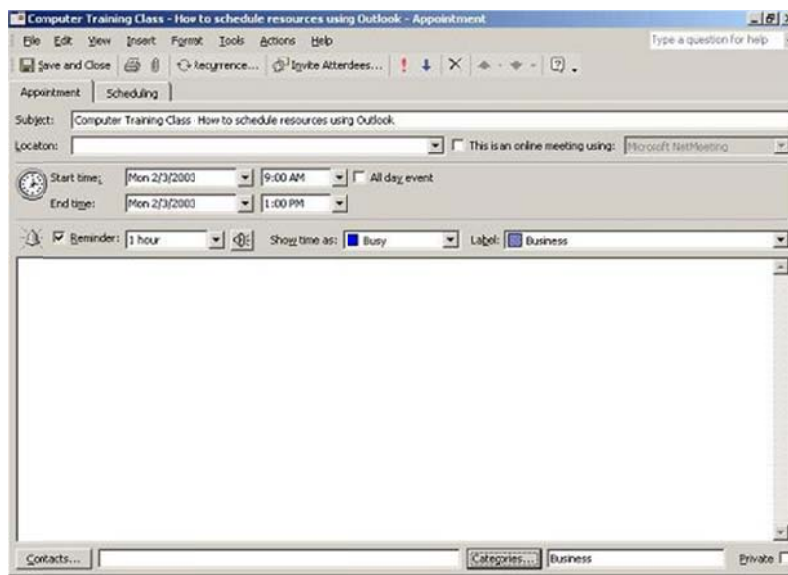 Computer Training Class - How to schedule resources using Outlook - Appointment
File Edit View Insert Format Tools Actions Help Type a question for help
Save and Close Recurrence... Invite Attendees...
Appointment Scheduling
Subject: Computer Training Class How to schedule resources using Outlook
Location: This is an online meeting using: Microsoft NetMeeting
Start time: Mon 2/3/2003 9:00 AM All day event
End time: Mon 2/3/2003 1:00 PM
Reminder: 1 hour Show time as: Busy Label: Business
Contacts... Categories... Business Private